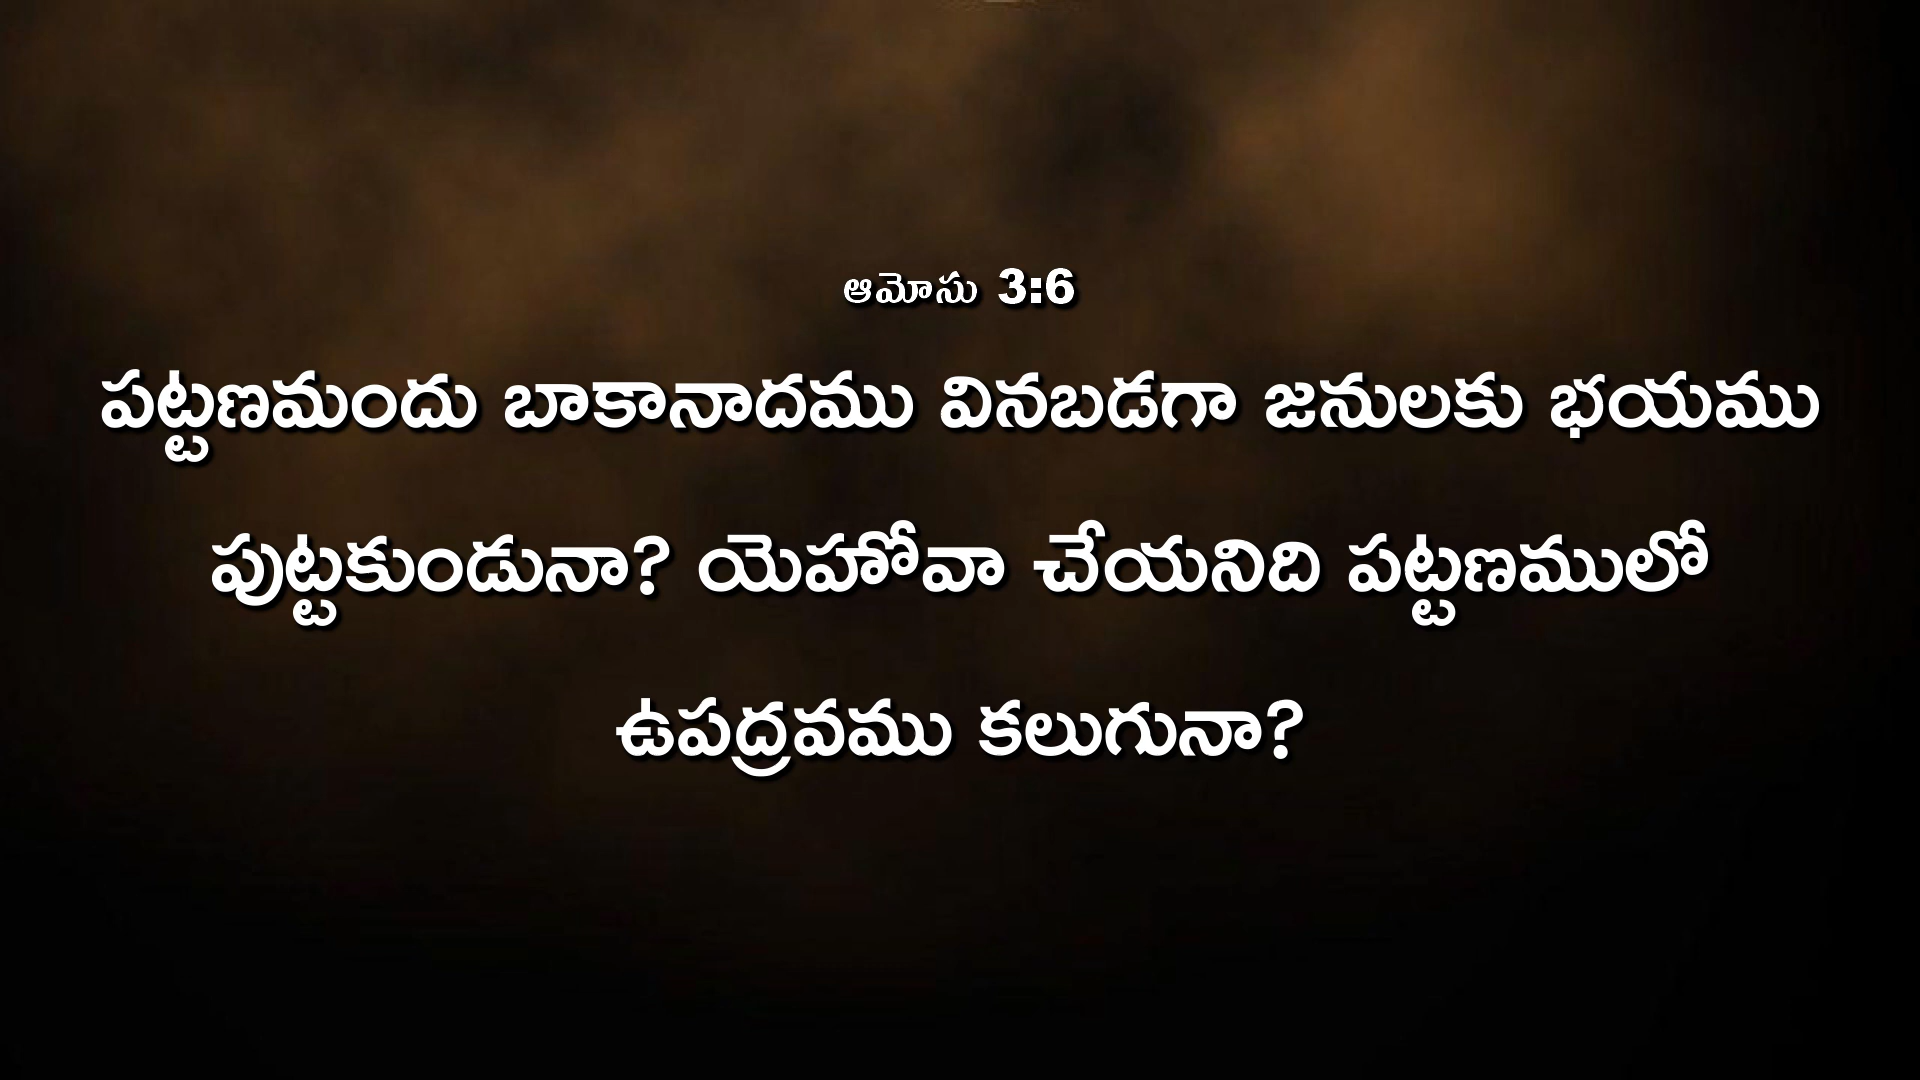 ఆమోసు 3:6
పట్టణమందు బాకానాదము వినబడగా జనులకు భయము
పుట్టకుండునా? యెహోవా చేయనిది పట్టణములో
ఉపద్రవము కలుగునా?